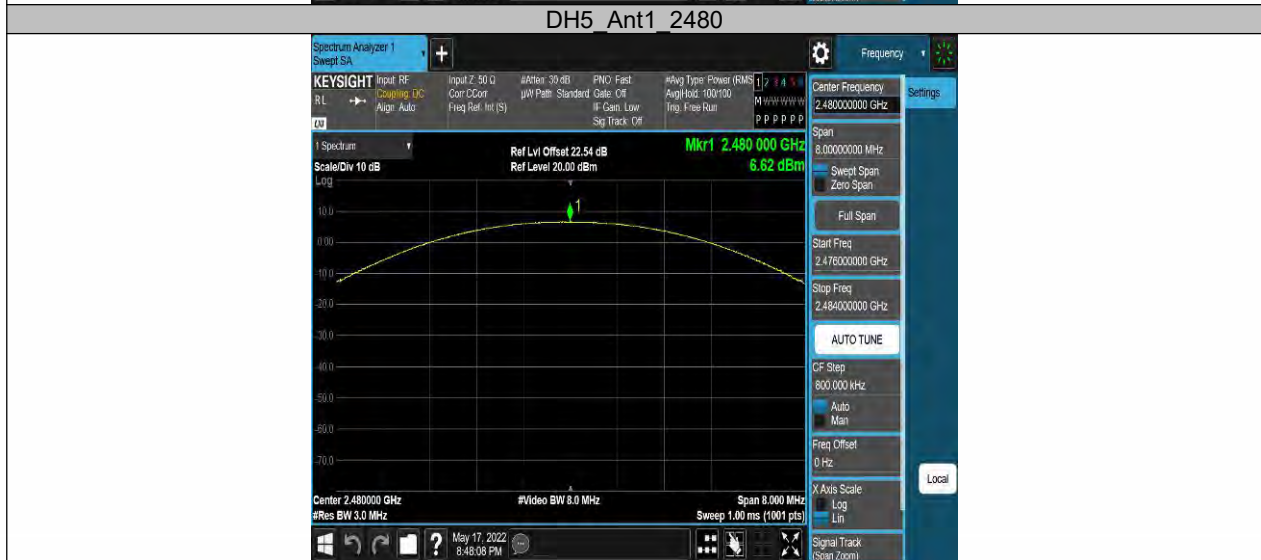 DH5_Ant1_2480
Spectrum Analyzer 1
Swept SA
+
Frequency
KEYSIGHT
RL
Input: RF
Coupling: DC
Align: Auto
Input Z: 50 Ω
Corr CCorr
Freq Ref: Int (S)
#Atten: 30 dB
µW Path: Standard
PNO: Fast
Gate: Off
IF Gain: Low
Sig Track: Off
#Avg Type: Power (RMS
Avg|Hold: 100/100
Trig: Free Run
1 2 3 4 5 6
M W W W W W
P P P P P P
1 Spectrum
Scale/Div 10 dB
Log
Ref Lvl Offset 22.54 dB
Ref Level 20.00 dBm
Mkr1 2.480 000 GHz
6.62 dBm
1
10.0
0.00
-10.0
-20.0
-30.0
-40.0
-50.0
-60.0
-70.0
Center 2.480000 GHz
#Res BW 3.0 MHz
#Video BW 8.0 MHz
Span 8.000 MHz
Sweep 1.00 ms (1001 pts)
Center Frequency
2.480000000 GHz
Settings
Span
8.00000000 MHz
Swept Span
Zero Span
Full Span
Start Freq
2.476000000 GHz
Stop Freq
2.484000000 GHz
AUTO TUNE
CF Step
800.000 kHz
Auto
Man
Freq Offset
0 Hz
X Axis Scale
Log
Lin
Local
Signal Track
(Span Zoom)
?
May 17, 2022
8:48:08 PM